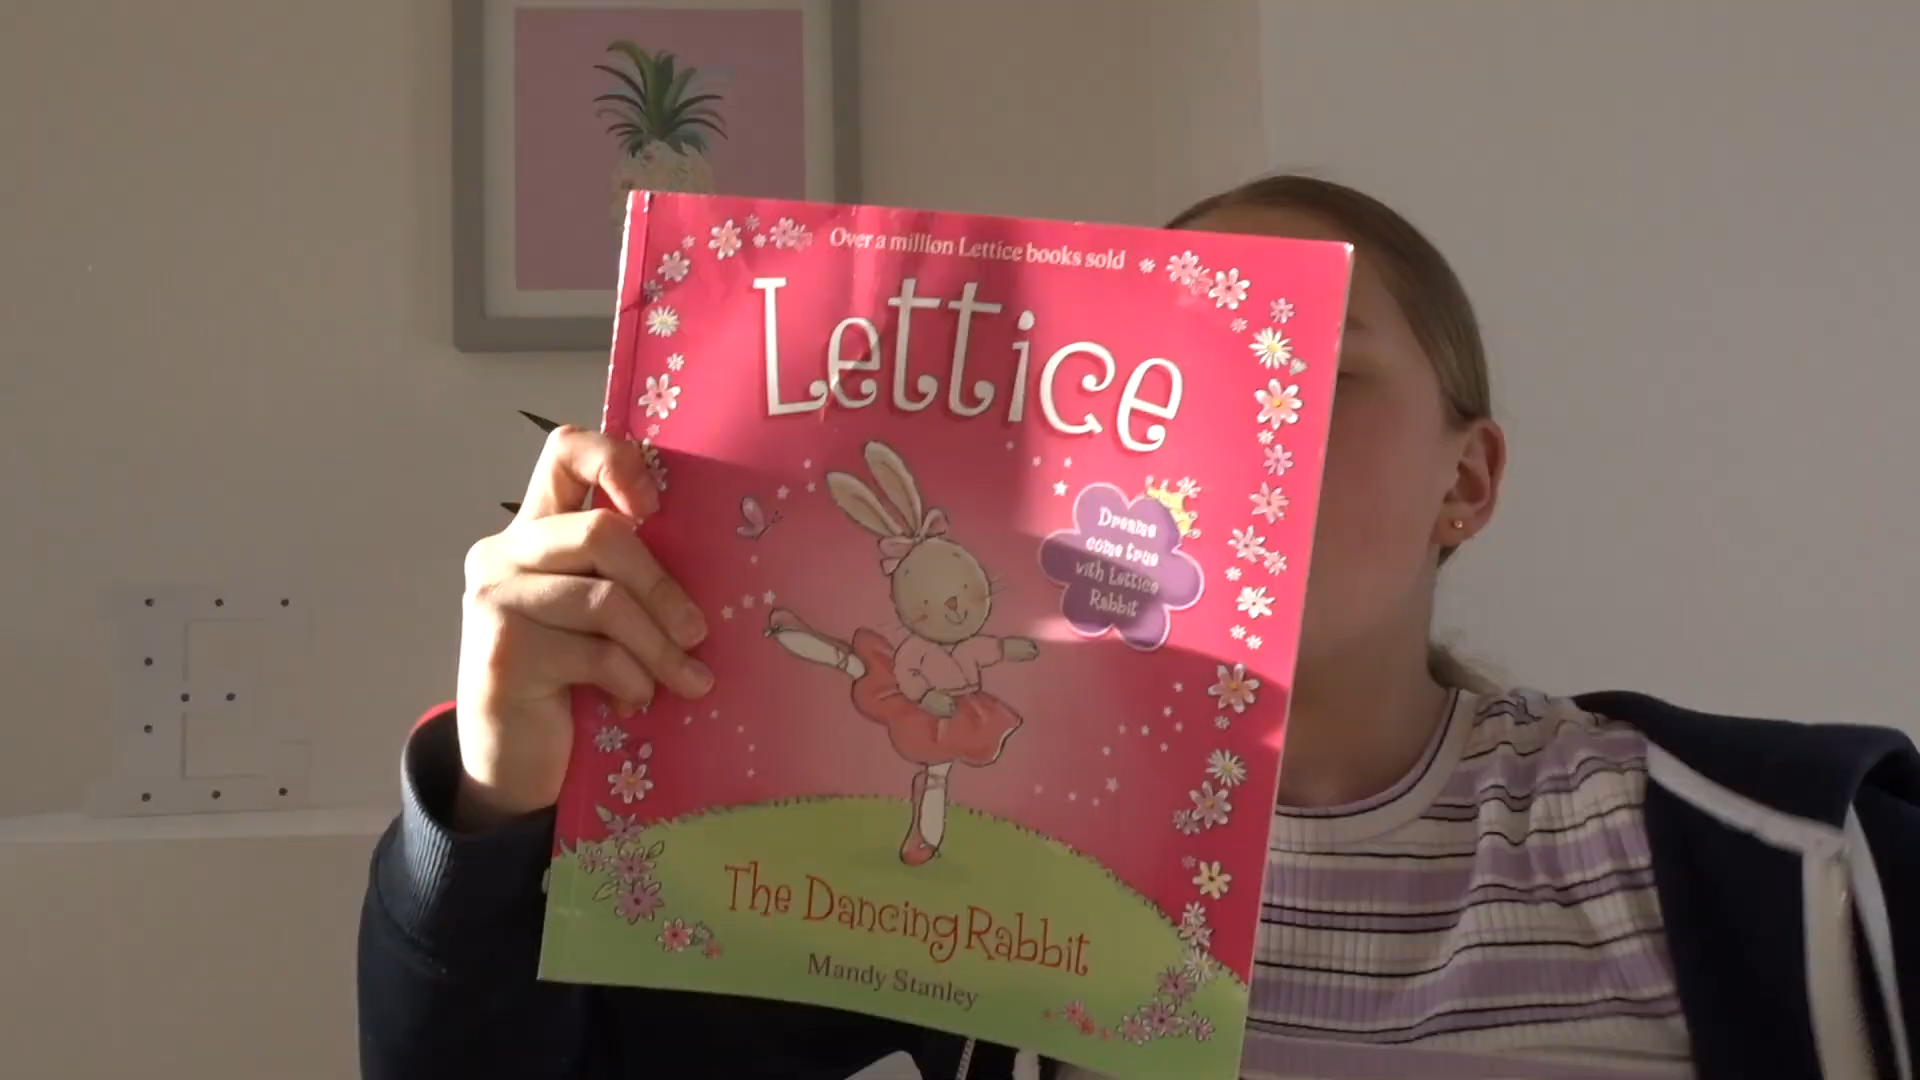 Over a million Lettice books sold
Lettice
Dreams
come true
with Lettice
Rabbit
The Dancing Rabbit
Mandy Stanley